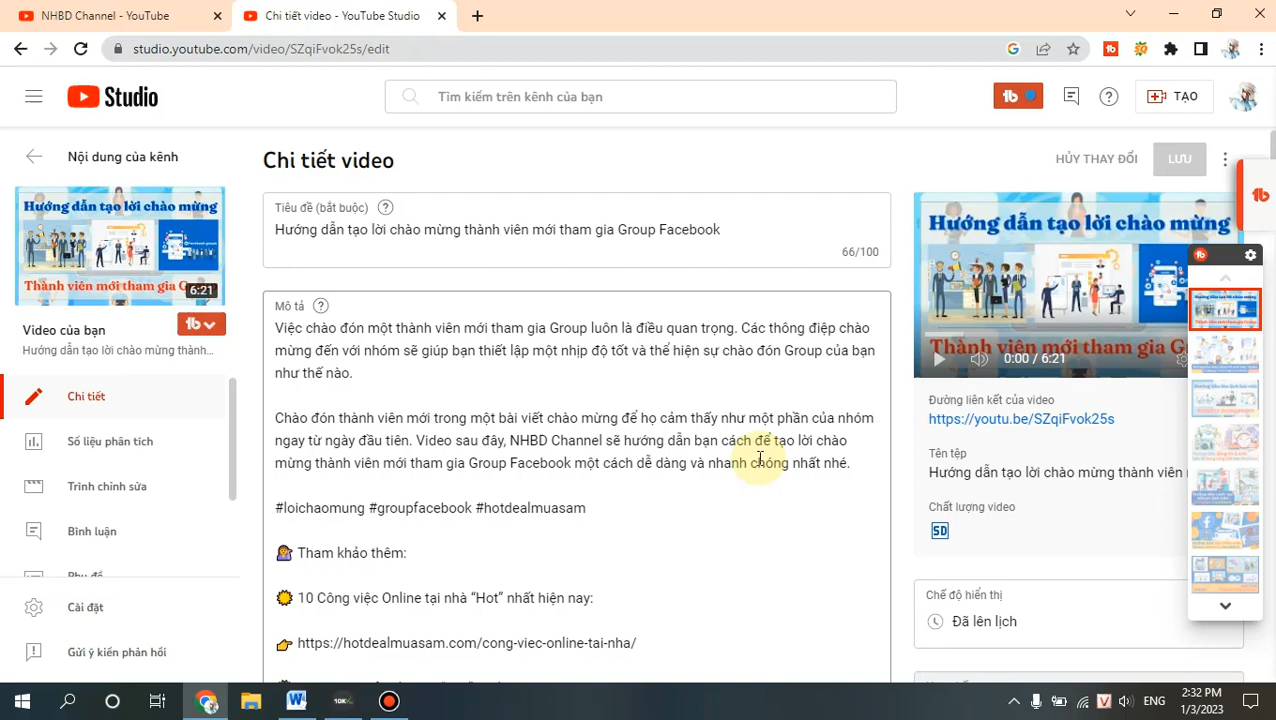 NHBD Channel - YouTube
Chi tiết video - YouTube Studio
studio.youtube.com/video/SZqiFvok25s/edit
Studio
Tìm kiếm trên kênh của bạn
TẠO
Nội dung của kênh
Chi tiết video
HỦY THAY ĐỔI
LƯU
Hướng dẫn tạo lời chào mừng
Thành viên mới tham gia G
6:21
Tiêu đề (bắt buộc)
Hướng dẫn tạo lời chào mừng thành viên mới tham gia Group Facebook
66/100
Hướng dẫn tạo lời chào mừng
Thành viên mới tham gia
0:00 / 6:21
Video của bạn
Hướng dẫn tạo lời chào mừng thành...
Mô tả
Việc chào đón một thành viên mới tham gia Group luôn là điều quan trọng. Các thông điệp chào
mừng đến với nhóm sẽ giúp bạn thiết lập một nhịp độ tốt và thể hiện sự chào đón Group của bạn
như thế nào.
Chào đón thành viên mới trong một bài viết chào mừng để họ cảm thấy như một phần của nhóm
ngay từ ngày đầu tiên. Video sau đây, NHBD Channel sẽ hướng dẫn bạn cách để tạo lời chào
mừng thành viên mới tham gia Group Facebook một cách dễ dàng và nhanh chóng nhất nhé.
#loichaomung #groupfacebook #hotdealmuasam
Tham khảo thêm:
10 Công việc Online tại nhà “Hot” nhất hiện nay:
https://hotdealmuasam.com/cong-viec-online-tai-nha/
Chi tiết
Số liệu phân tích
Trình chỉnh sửa
Bình luận
Phụ đề
Cài đặt
Gửi ý kiến phản hồi
Đường liên kết của video
https://youtu.be/SZqiFvok25s
Tên tệp
Hướng dẫn tạo lời chào mừng thành viên
Chất lượng video
SD
Chế độ hiển thị
Đã lên lịch
10K
ENG
2:32 PM
1/3/2023